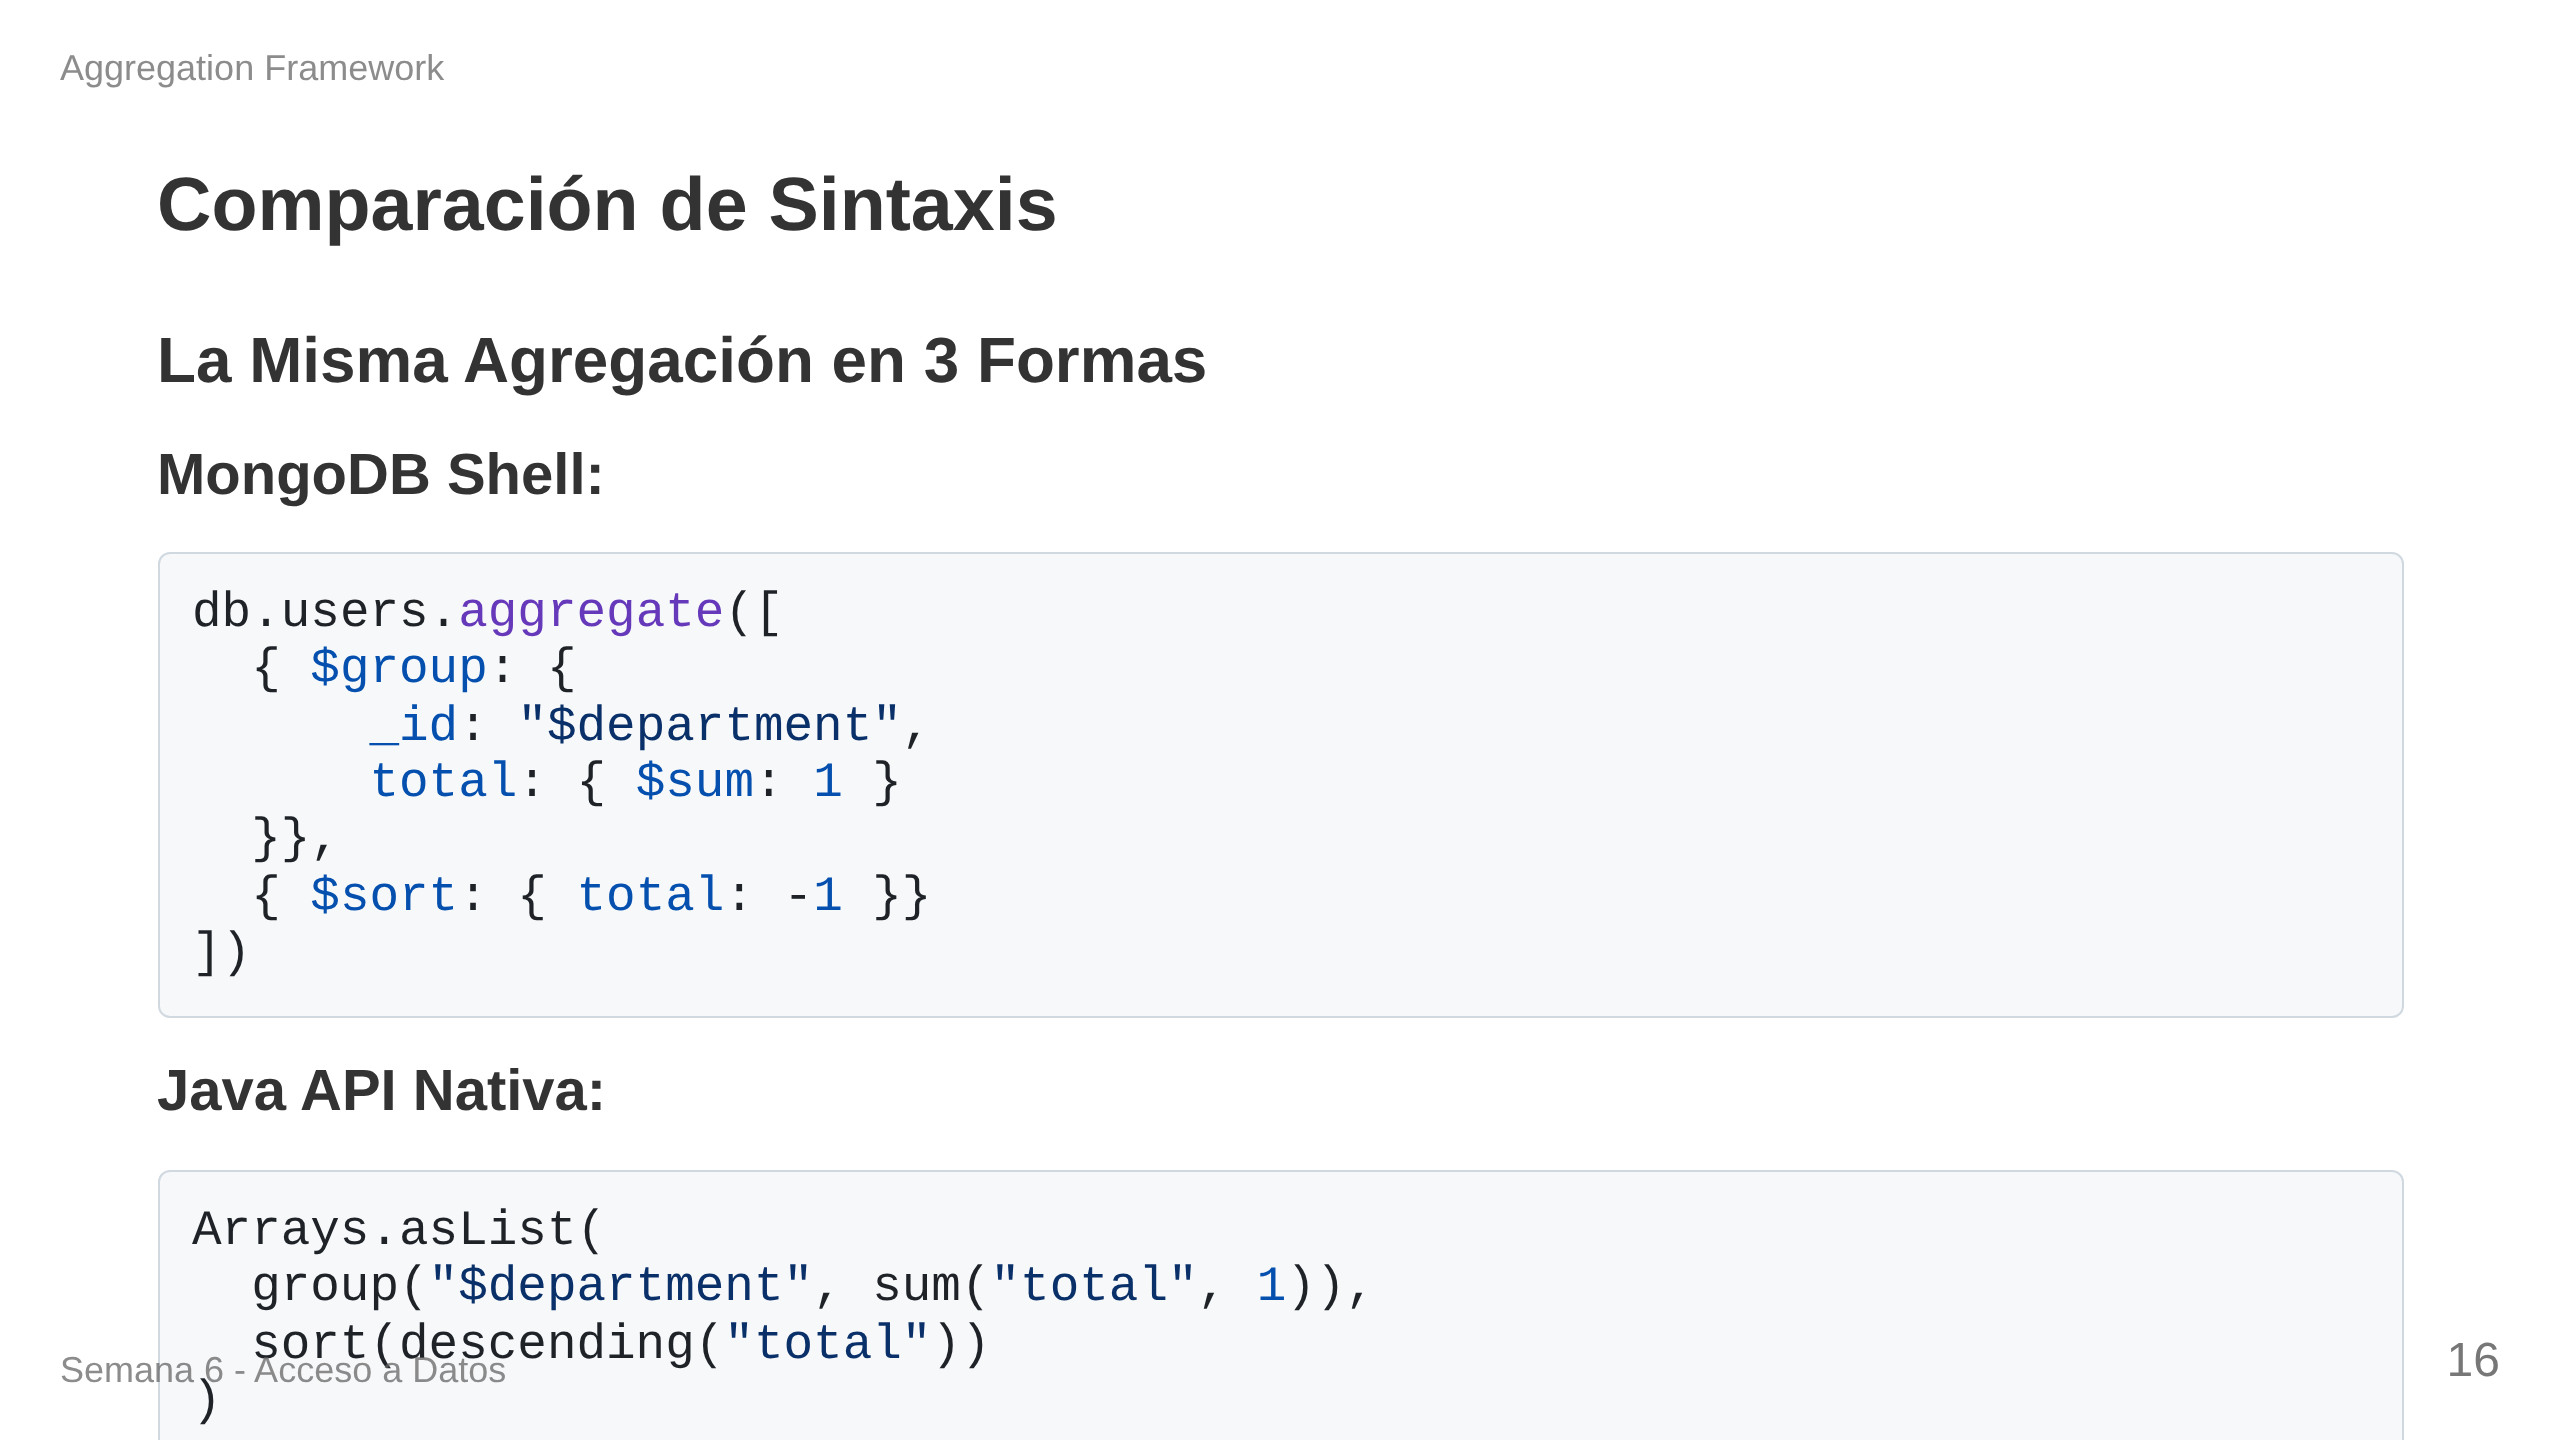 Aggregation Framework
Comparación de Sintaxis
La Misma Agregación en 3 Formas
MongoDB Shell:
db.users.aggregate([
  { $group: {
      _id: "$department",
      total: { $sum: 1 }
  }},
  { $sort: { total: -1 }}
])
Java API Nativa:
Arrays.asList(
  group("$department", sum("total", 1)),
  sort(descending("total"))
)
Semana 6 - Acceso a Datos
16